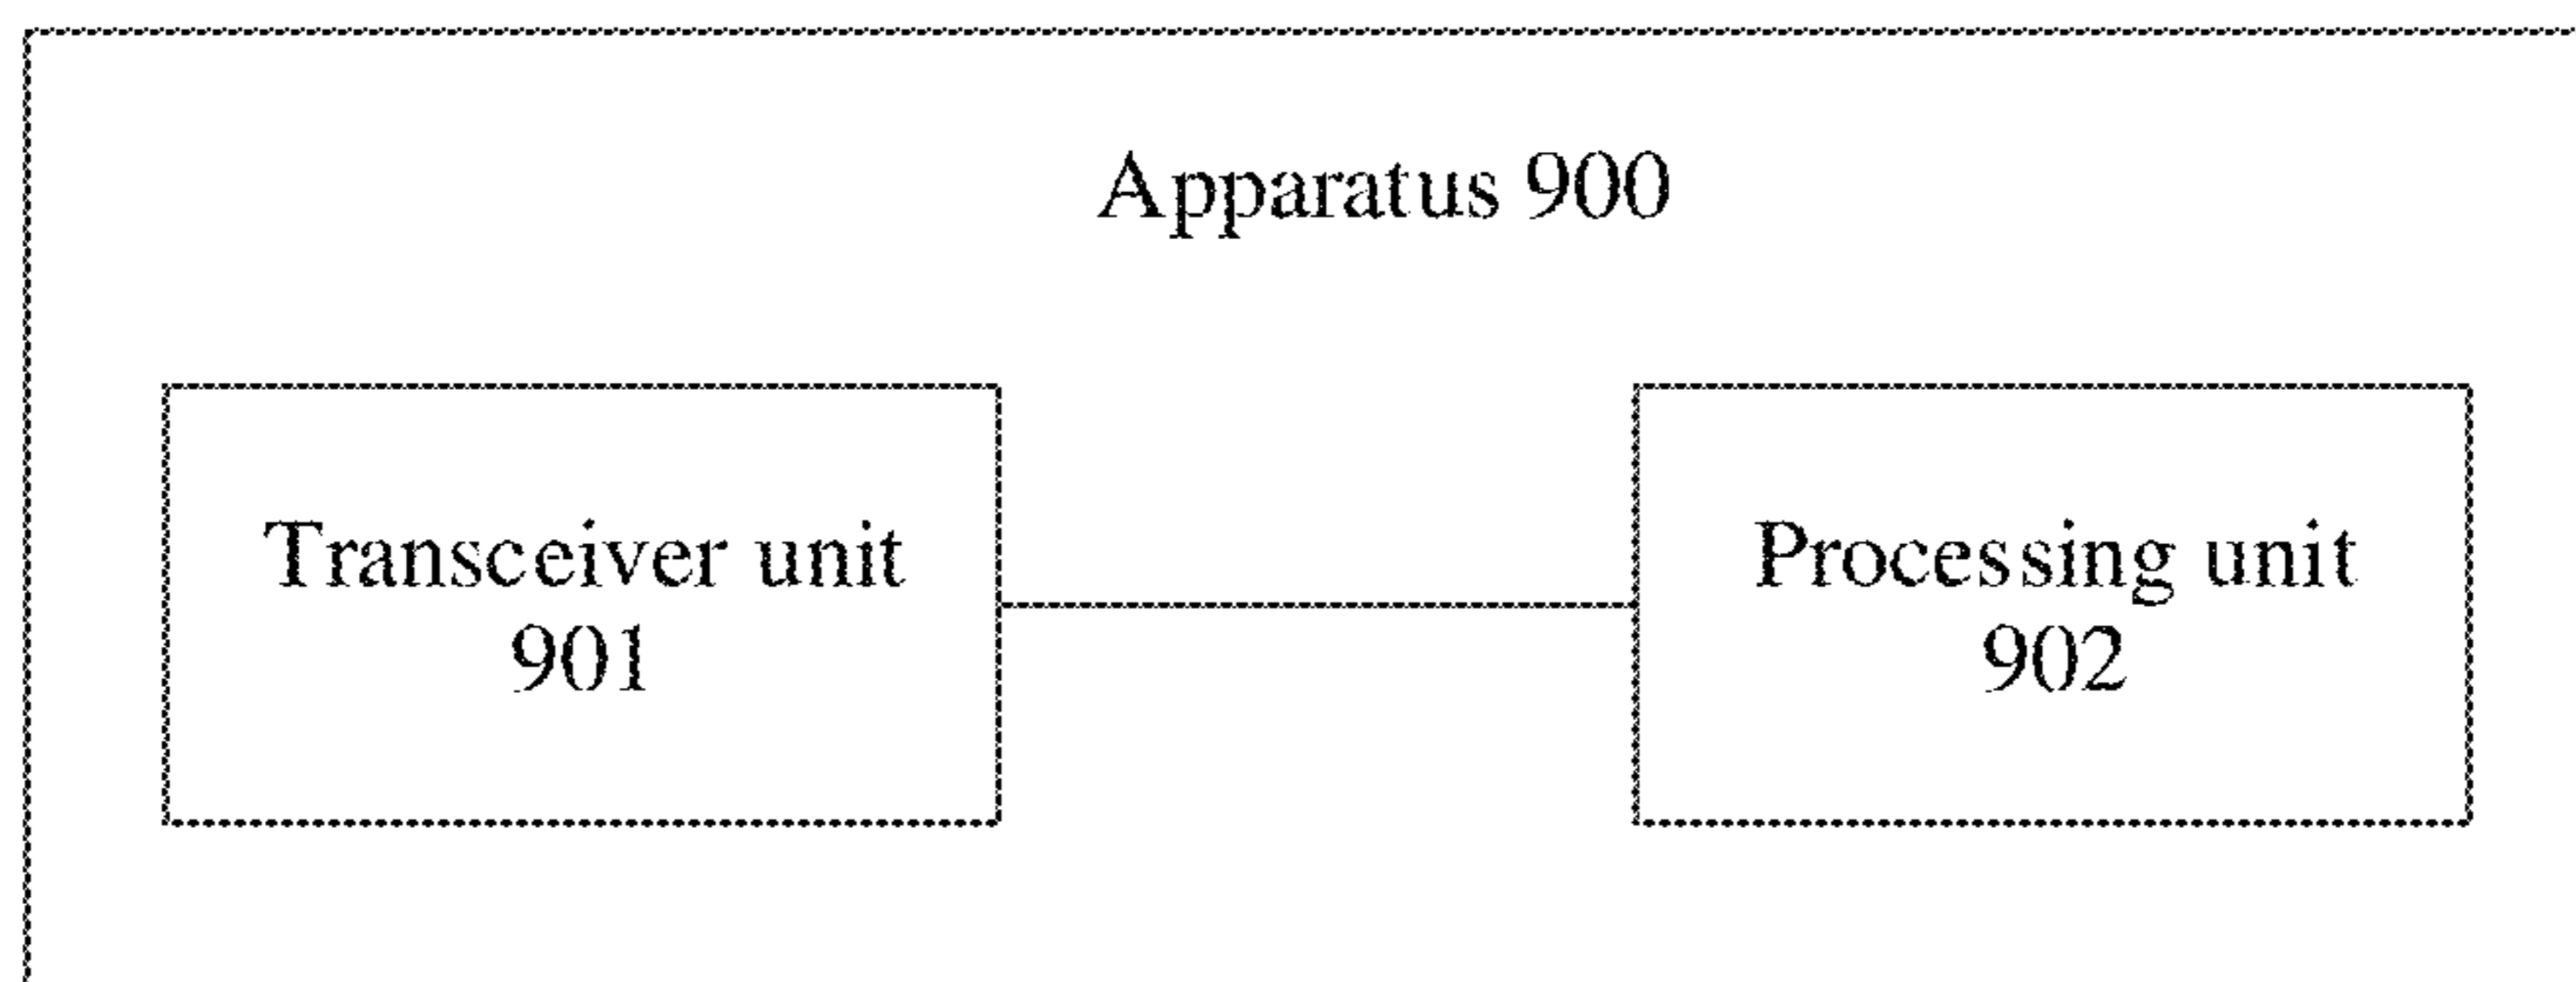 Apparatus 900
Transceiver unit
901
Processing unit
902